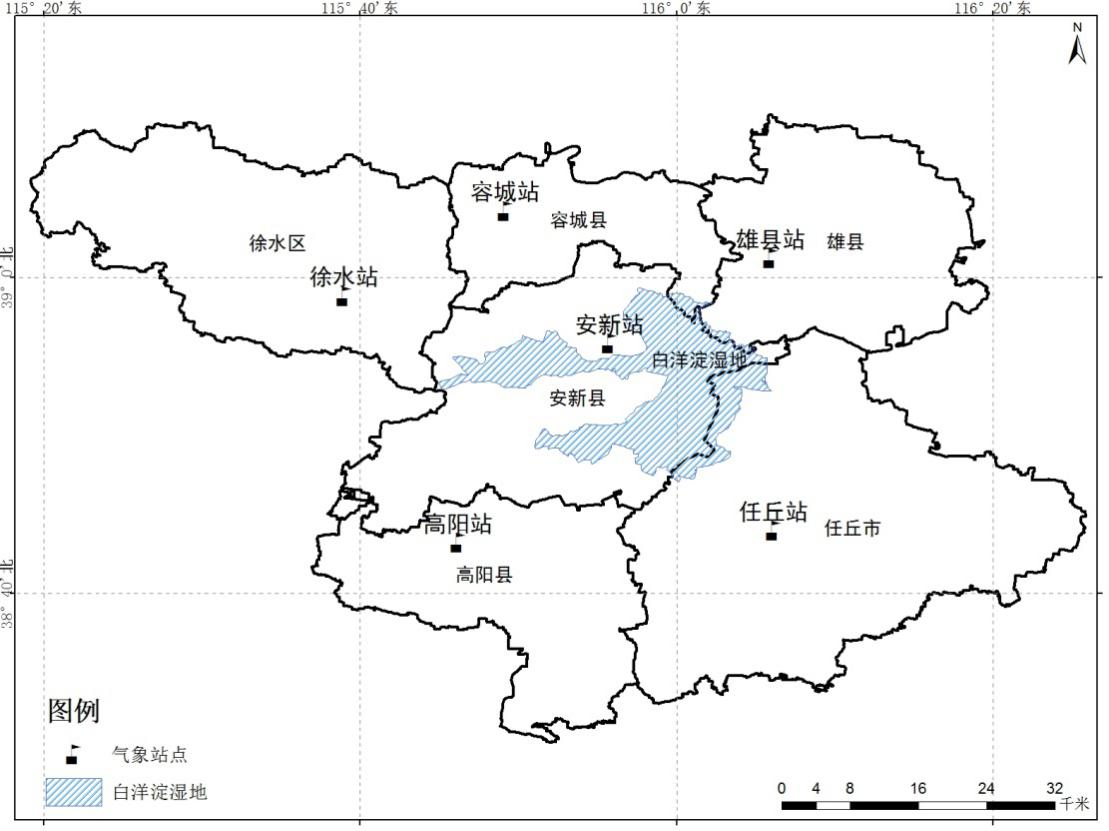 115° 20′ 东
115° 40′ 东
116° 0′ 东
116° 20′ 东
N
容城站
容城县
徐水区
雄县站
雄县
39° 0′ 北
徐水站
安新站
白洋淀湿地
安新县
高阳站
任丘站
任丘市
高阳县
38° 40′ 北
图例
气象站点
白洋淀湿地
0 4 8 16 24 32
千米